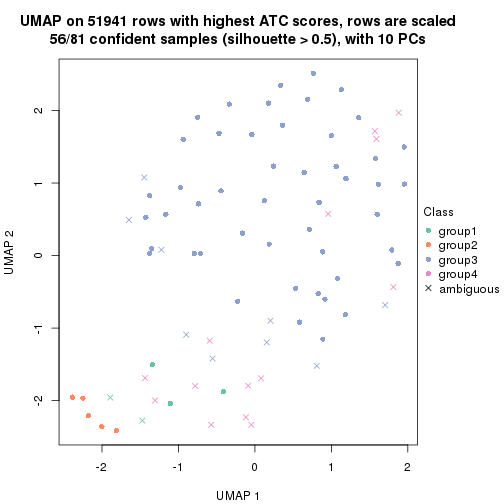 UMAP on 51941 rows with highest ATC scores, rows are scaled
56/81 confident samples (silhouette > 0.5), with 10 PCs
2
1
0
-1
-2
UMAP 2
-2
-1
0
1
2
UMAP 1
Class
group1
group2
group3
group4
ambiguous